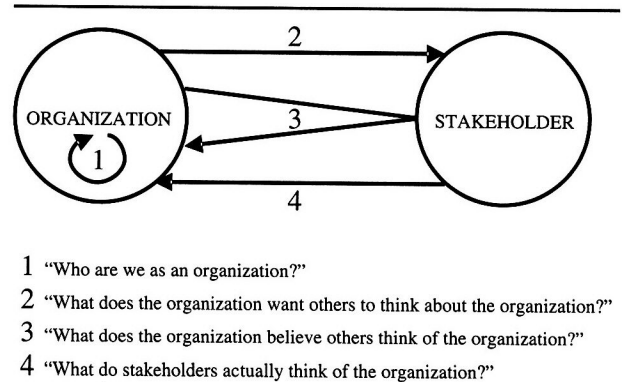 2
ORGANIZATION
3
STAKEHOLDER
1
4
1 “Who are we as an organization?”
2 “What does the organization want others to think about the organization?”
3 “What does the organization believe others think of the organization?”
4 “What do stakeholders actually think of the organization?”